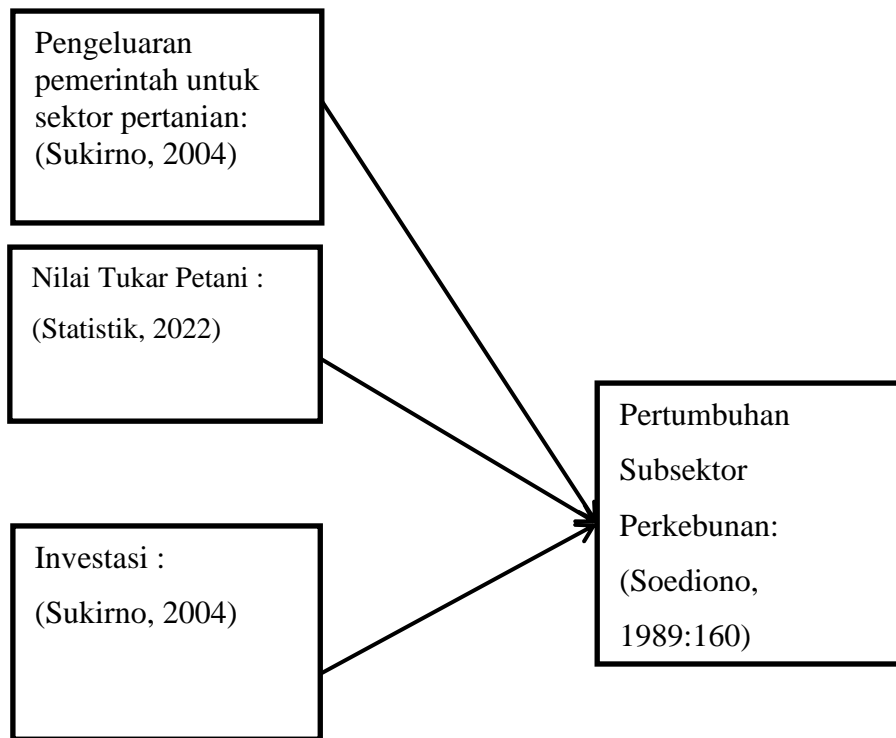 Pengeluaran
pemerintah untuk
sektor pertanian:
(Sukirno, 2004)
Nilai Tukar Petani :
(Statistik, 2022)
Investasi :
(Sukirno, 2004)
Pertumbuhan
Subsektor
Perkebunan:
(Soediono,
1989:160)